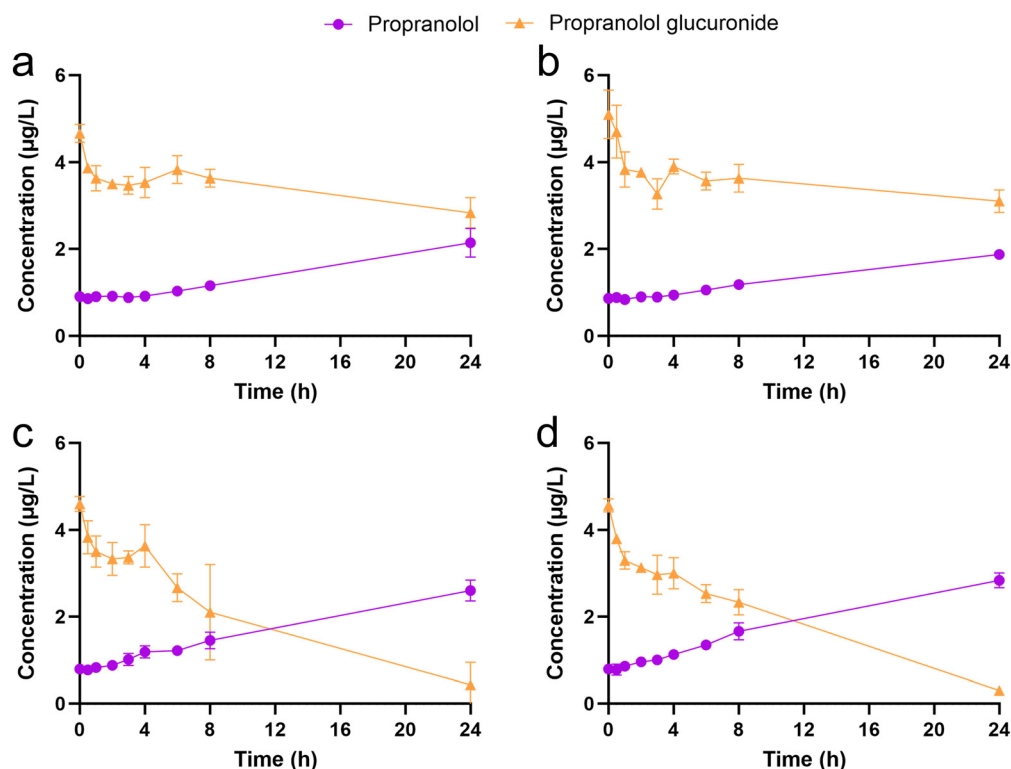 Propranolol Propranolol glucuronide
a
Concentration (µg/L)
6
4
2
0
0 4 8 12 16 20 24
Time (h)
b
Concentration (µg/L)
6
4
2
0
0 4 8 12 16 20 24
Time (h)
c
Concentration (µg/L)
6
4
2
0
0 4 8 12 16 20 24
Time (h)
d
Concentration (µg/L)
6
4
2
0
0 4 8 12 16 20 24
Time (h)